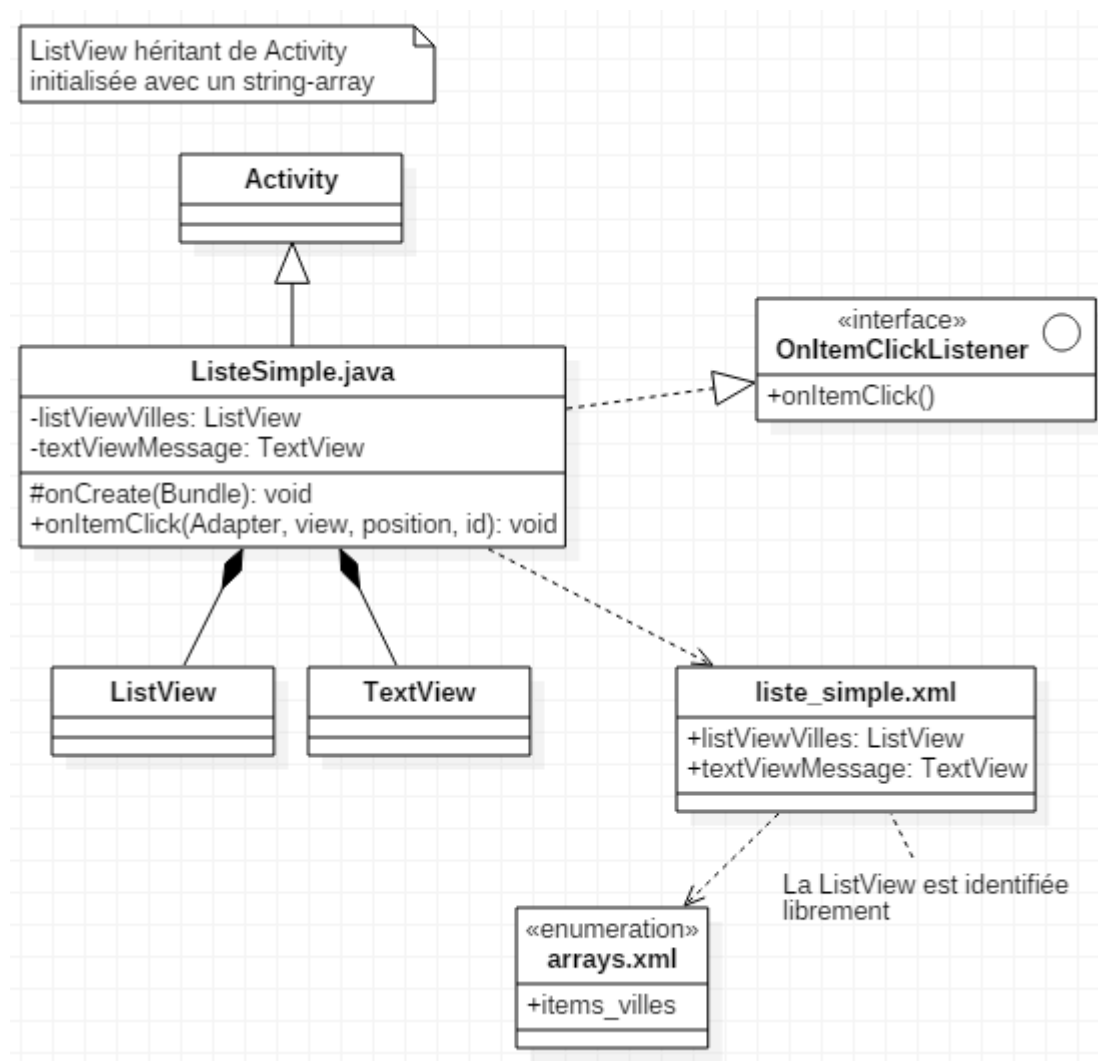 ListView héritant de Activity
initialisée avec un string-array
Activity
«interface»
OnItemClickListener
+onItemClick()
ListeSimple.java
-listViewVilles: ListView
-textViewMessage: TextView
#onCreate(Bundle): void
+onItemClick(Adapter, view, position, id): void
ListView
TextView
liste_simple.xml
+listViewVilles: ListView
+textViewMessage: TextView
La ListView est identifiée
librement
«enumeration»
arrays.xml
+items_villes